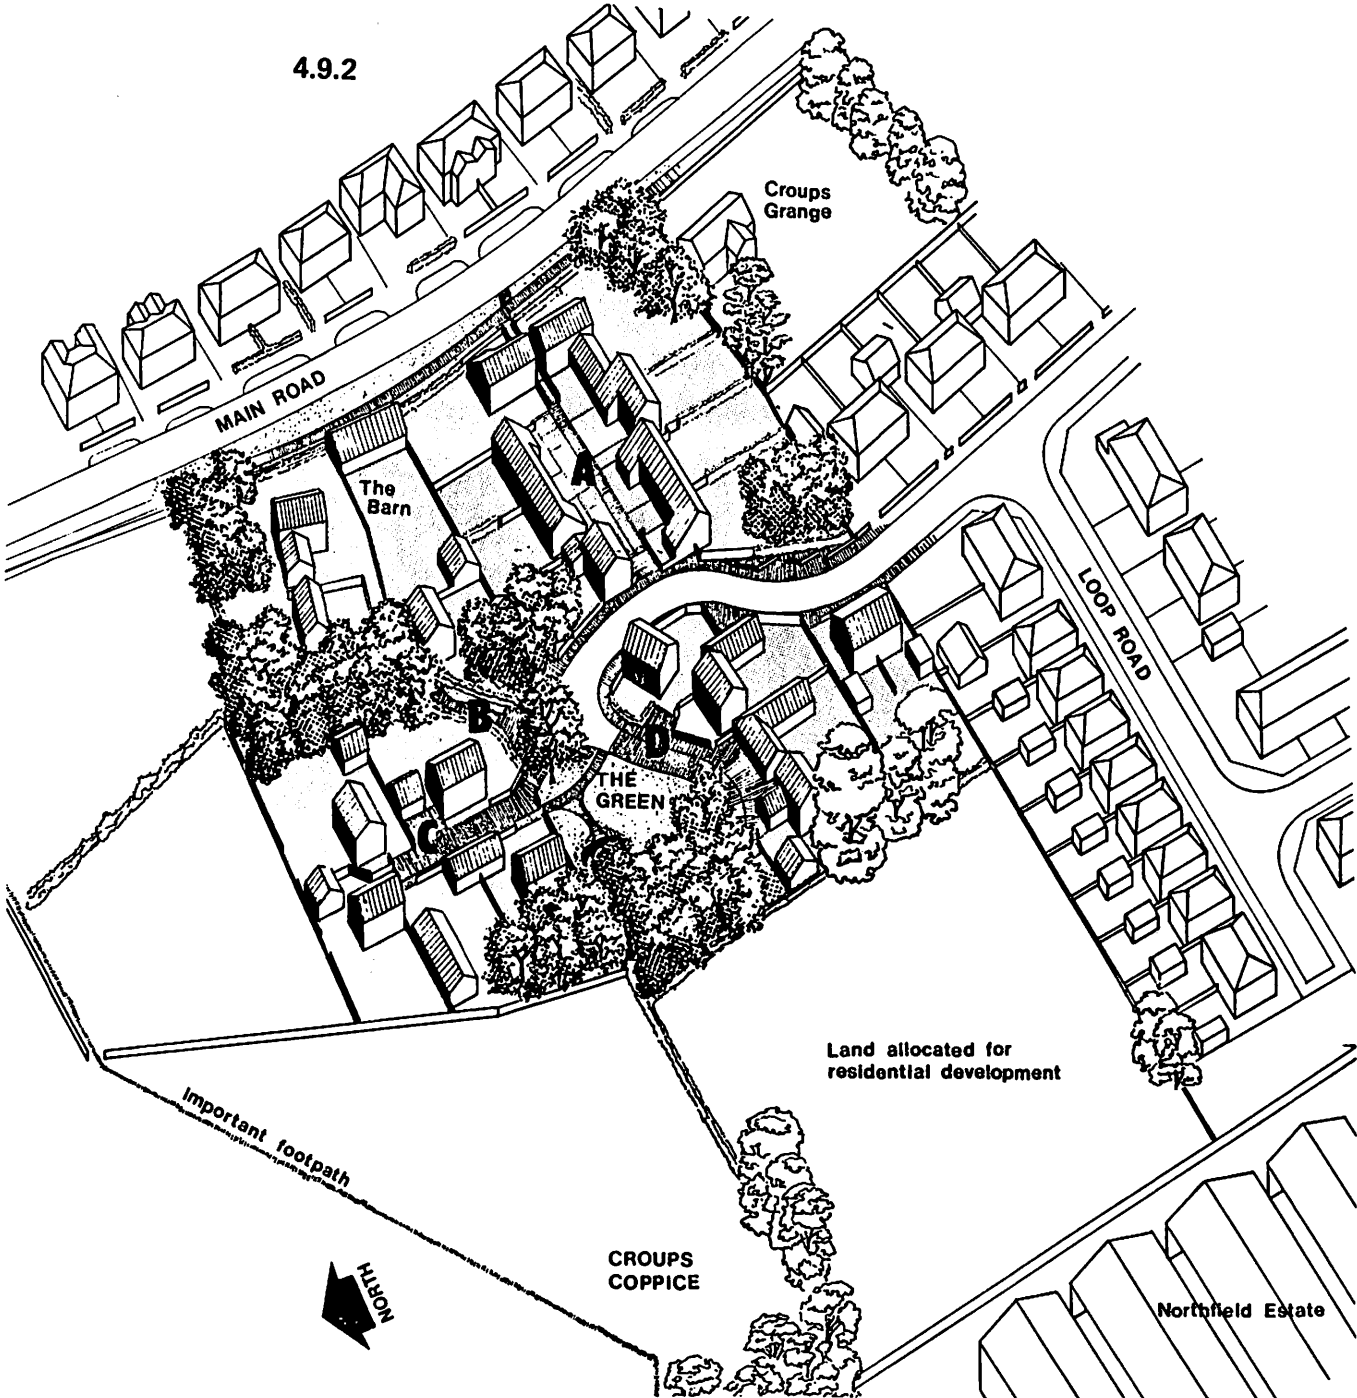 4.9.2
Croups
Grange
MAIN ROAD
The
Barn
A
LOOP ROAD
B
D
THE
GREEN
C
Land allocated for
residential development
Important footpath
CROUPS
COPPICE
NORTH
Northfield Estate